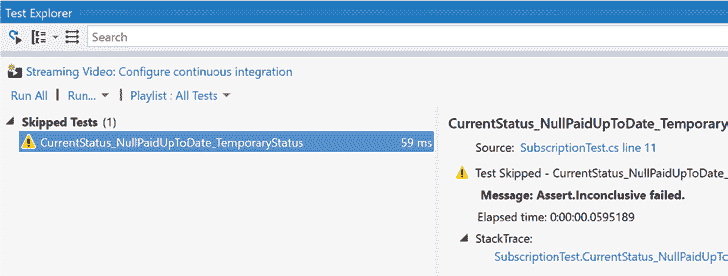 Test Explorer
Search
Streaming Video: Configure continuous integration
Run All | Run... | Playlist : All Tests
Skipped Tests (1)
CurrentStatus_NullPaidUpToDate_TemporaryStatus 59 ms
CurrentStatus_NullPaidUpToDate_Temporary
Source: SubscriptionTest.cs line 11
Test Skipped - CurrentStatus_NullPaidUpToDate_
Message: Assert.Inconclusive failed.
Elapsed time: 0:00:00.0595189
StackTrace:
SubscriptionTest.CurrentStatus_NullPaidUpTo